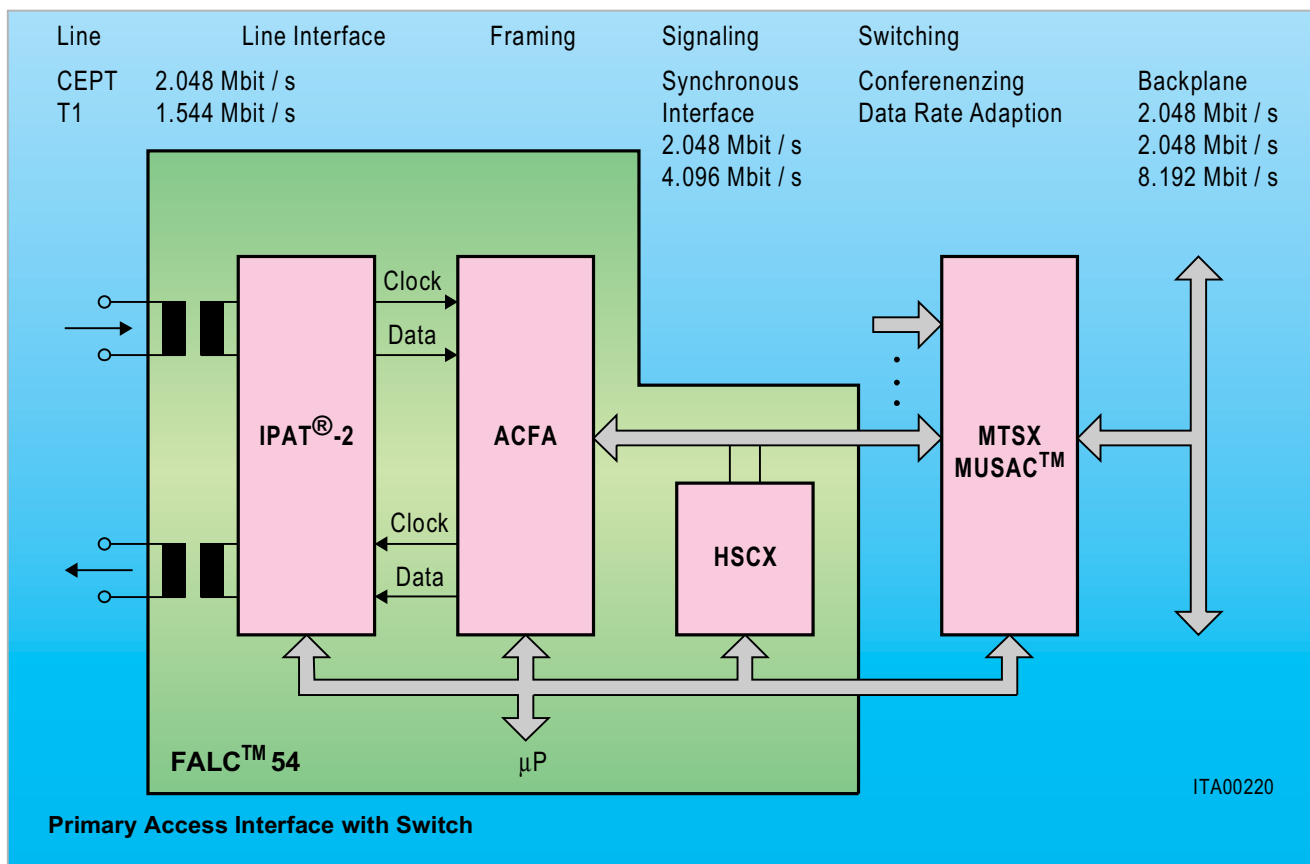 Line Line Interface Framing Signaling Switching
CEPT 2.048 Mbit / s Synchronous Conferenenzing Backplane
T1 1.544 Mbit / s Interface Data Rate Adaption 2.048 Mbit / s
2.048 Mbit / s 2.048 Mbit / s
4.096 Mbit / s 8.192 Mbit / s
Clock
Data
IPAT®-2 ACFA MTSX
MUSAC™
Clock
HSCX
Data
FALC™ 54 µP
ITA00220
Primary Access Interface with Switch